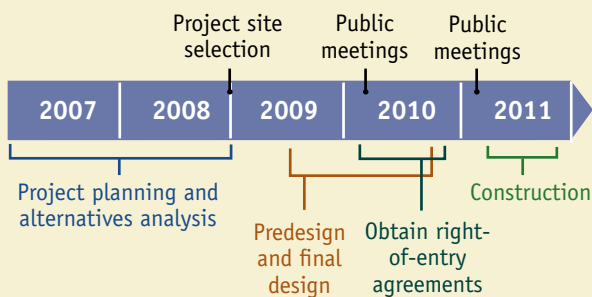 Project site
selection
Public
meetings
Public
meetings
2007
2008
2009
2010
2011
Project planning and
alternatives analysis
Predesign
and final
design
Obtain right-
of-entry
agreements
Construction